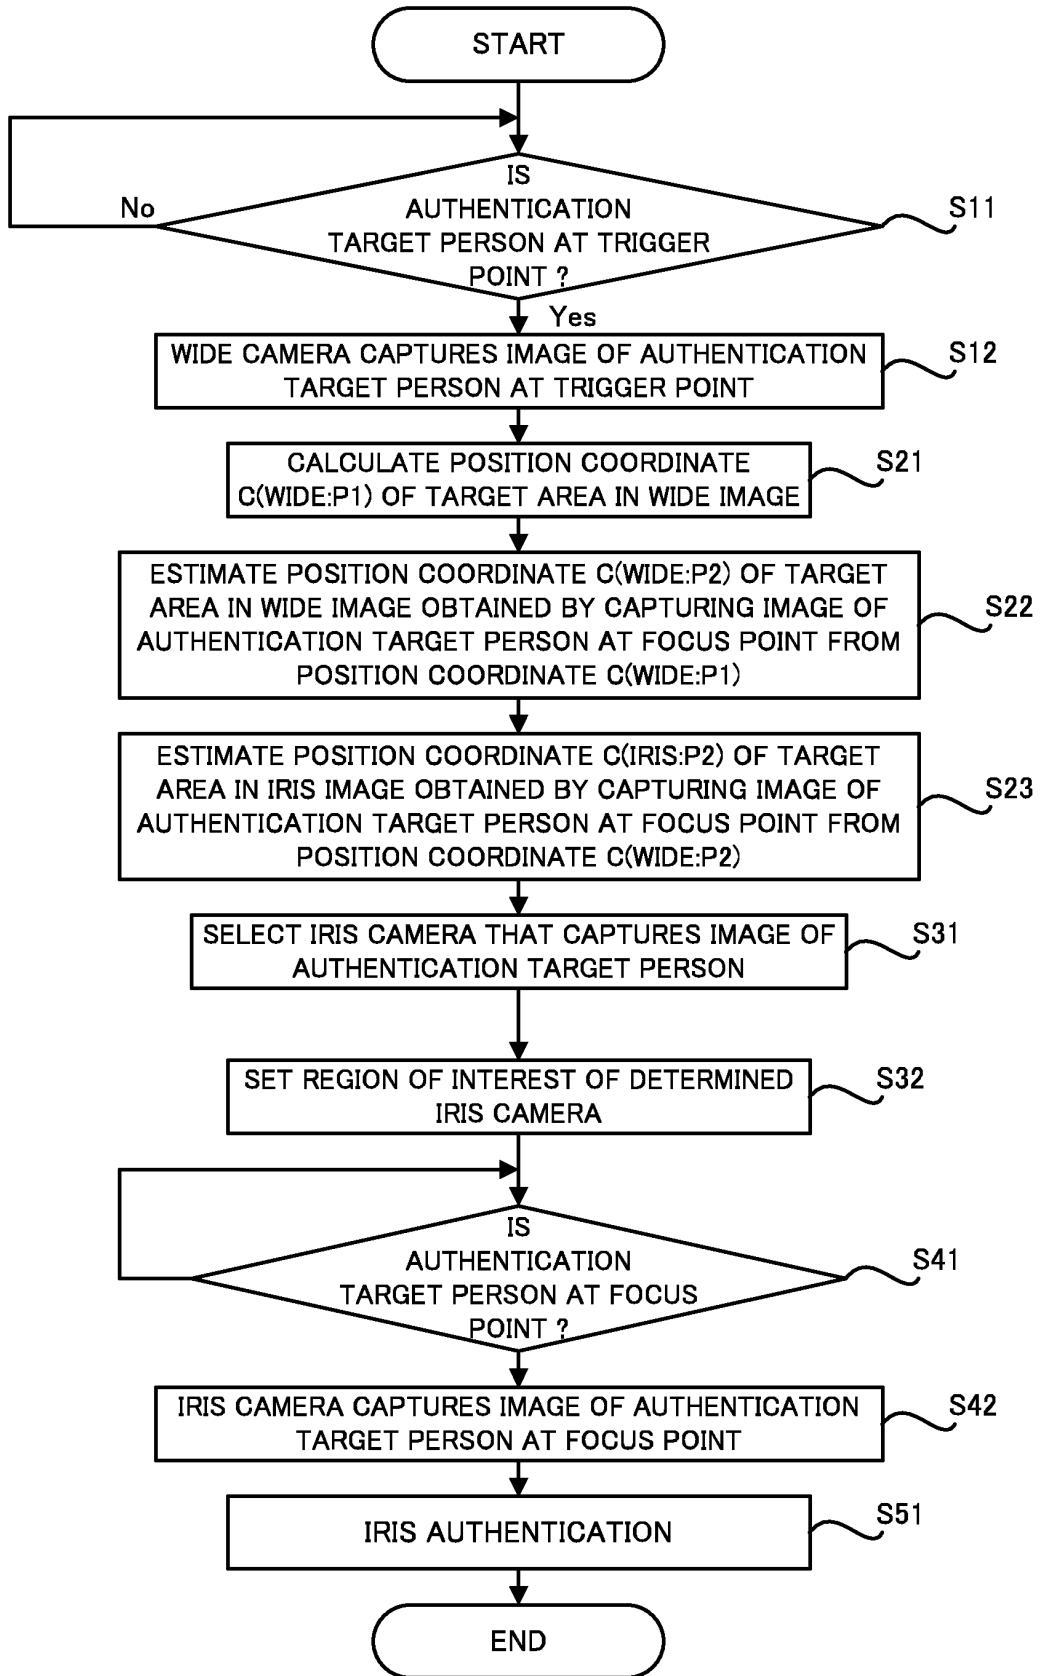 START
IS
AUTHENTICATION
TARGET PERSON AT TRIGGER
POINT ?
No
S11
Yes
WIDE CAMERA CAPTURES IMAGE OF AUTHENTICATION
TARGET PERSON AT TRIGGER POINT
S12
CALCULATE POSITION COORDINATE
C(WIDE:P1) OF TARGET AREA IN WIDE IMAGE
S21
ESTIMATE POSITION COORDINATE C(WIDE:P2) OF TARGET
AREA IN WIDE IMAGE OBTAINED BY CAPTURING IMAGE OF
AUTHENTICATION TARGET PERSON AT FOCUS POINT FROM
POSITION COORDINATE C(WIDE:P1)
S22
ESTIMATE POSITION COORDINATE C(IRIS:P2) OF TARGET
AREA IN IRIS IMAGE OBTAINED BY CAPTURING IMAGE OF
AUTHENTICATION TARGET PERSON AT FOCUS POINT FROM
POSITION COORDINATE C(WIDE:P2)
S23
SELECT IRIS CAMERA THAT CAPTURES IMAGE OF
AUTHENTICATION TARGET PERSON
S31
SET REGION OF INTEREST OF DETERMINED
IRIS CAMERA
S32
IS
AUTHENTICATION
TARGET PERSON AT FOCUS
POINT ?
S41
IRIS CAMERA CAPTURES IMAGE OF AUTHENTICATION
TARGET PERSON AT FOCUS POINT
S42
IRIS AUTHENTICATION
S51
END